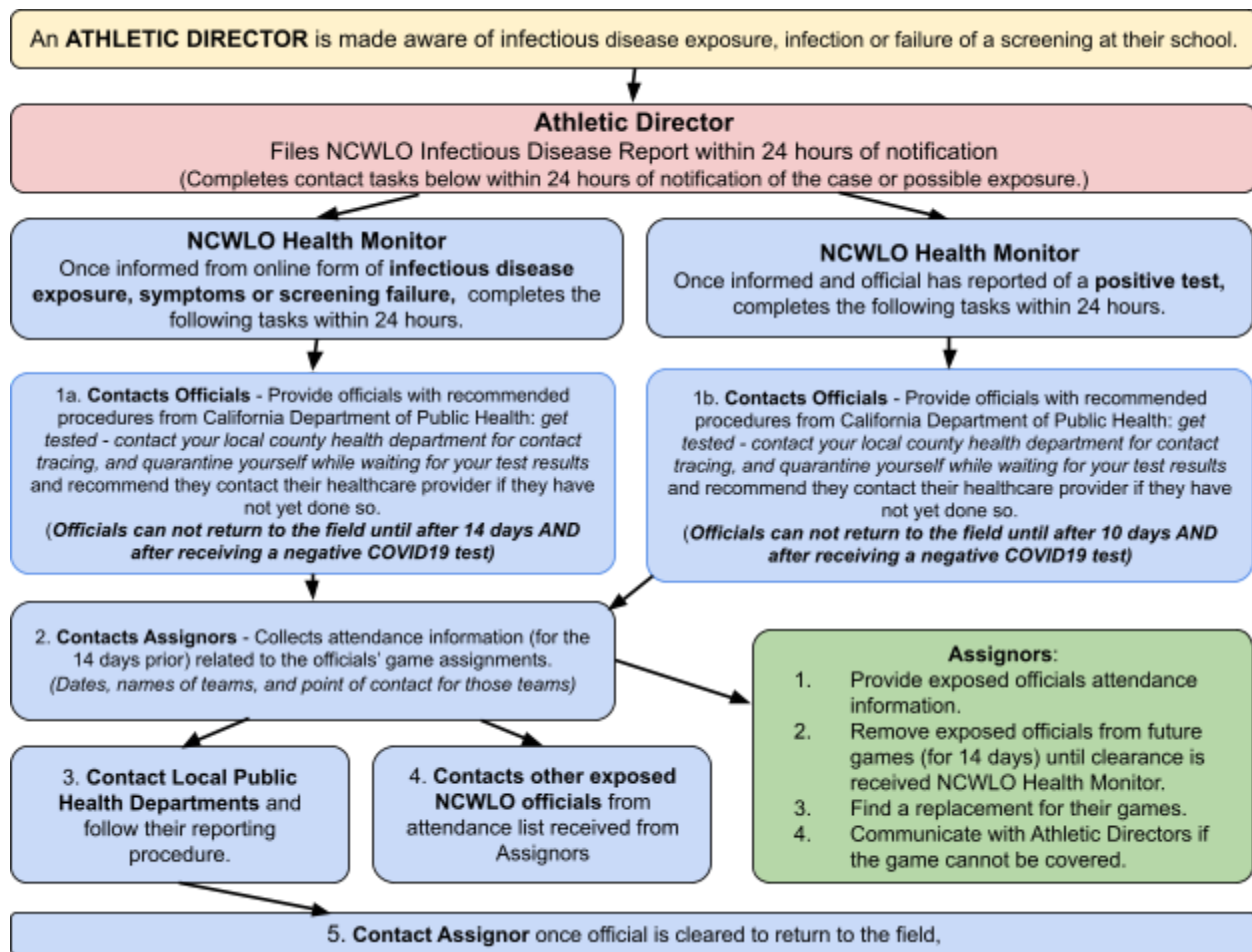 An ATHLETIC DIRECTOR is made aware of infectious disease exposure, infection or failure of a screening at their school.
Athletic Director
Files NCWLO Infectious Disease Report within 24 hours of notification
(Completes contact tasks below within 24 hours of notification of the case or possible exposure.)
NCWLO Health Monitor
Once informed from online form of infectious disease
exposure, symptoms or screening failure, completes the
following tasks within 24 hours.
NCWLO Health Monitor
Once informed and official has reported of a positive test,
completes the following tasks within 24 hours.
1a. Contacts Officials - Provide officials with recommended
procedures from California Department of Public Health: get
tested - contact your local county health department for contact
tracing, and quarantine yourself while waiting for your test results
and recommend they contact their healthcare provider if they have
not yet done so.
(Officials can not return to the field until after 14 days AND
after receiving a negative COVID19 test)
1b. Contacts Officials - Provide officials with recommended
procedures from California Department of Public Health: get
tested - contact your local county health department for contact
tracing, and quarantine yourself while waiting for your test results
and recommend they contact their healthcare provider if they have
not yet done so.
(Officials can not return to the field until after 10 days AND
after receiving a negative COVID19 test)
2. Contacts Assignors - Collects attendance information (for the
14 days prior) related to the officials' game assignments.
(Dates, names of teams, and point of contact for those teams)
Assignors:
1. Provide exposed officials attendance
information.
2. Remove exposed officials from future
games (for 14 days) until clearance is
received NCWLO Health Monitor.
3. Find a replacement for their games.
4. Communicate with Athletic Directors if
the game cannot be covered.
3. Contact Local Public
Health Departments and
follow their reporting
procedure.
4. Contacts other exposed
NCWLO officials from
attendance list received from
Assignors
5. Contact Assignor once official is cleared to return to the field,